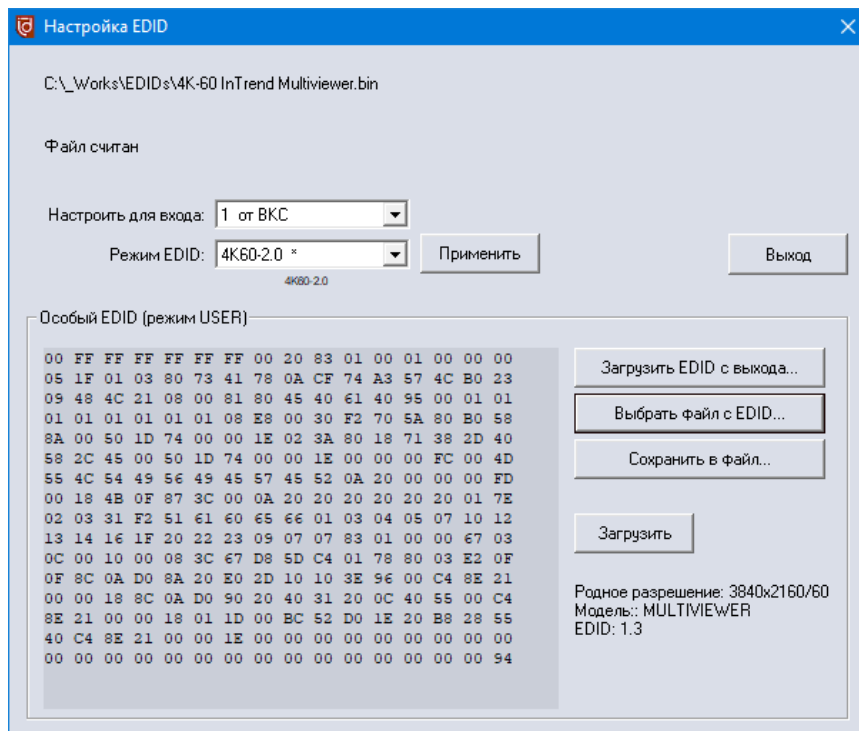 Настройка EDID
C:\_Works\EDIDs\4K-60 InTrend Multiviewer.bin
Файл считан
Настроить для входа: 1 от ВКС
Режим EDID: 4K60-2.0 * Применить Выход
4K60-2.0
Особый EDID (режим USER)
00 FF FF FF FF FF FF 00 20 83 01 00 01 00 00 00
05 1F 01 03 80 73 41 78 0A CF 74 A3 57 4C B0 23
09 48 4C 21 08 00 81 80 45 40 61 40 95 00 01 01
01 01 01 01 01 01 08 E8 00 30 F2 70 5A 80 B0 58
8A 00 50 1D 74 00 00 1E 02 3A 80 18 71 38 2D 40
58 2C 45 00 50 1D 74 00 00 1E 00 00 00 FC 00 4D
55 4C 54 49 56 49 45 57 45 52 0A 20 00 00 00 FD
00 18 4B 0F 87 3C 00 0A 20 20 20 20 20 20 01 7E
02 03 31 F2 51 61 60 65 66 01 03 04 05 07 10 12
13 14 16 1F 20 22 23 09 07 07 83 01 00 00 67 03
0C 00 10 00 08 3C 67 D8 5D C4 01 78 80 03 E2 0F
0F 8C 0A D0 8A 20 E0 2D 10 10 3E 96 00 C4 8E 21
00 00 18 8C 0A D0 90 20 40 31 20 0C 40 55 00 C4
8E 21 00 00 18 01 1D 00 BC 52 D0 1E 20 B8 28 55
40 C4 8E 21 00 00 1E 00 00 00 00 00 00 00 00 00
00 00 00 00 00 00 00 00 00 00 00 00 00 00 00 94
Загрузить EDID с выхода...
Выбрать файл с EDID...
Сохранить в файл...
Загрузить
Родное разрешение: 3840x2160/60
Модель:: MULTIVIEWER
EDID: 1.3